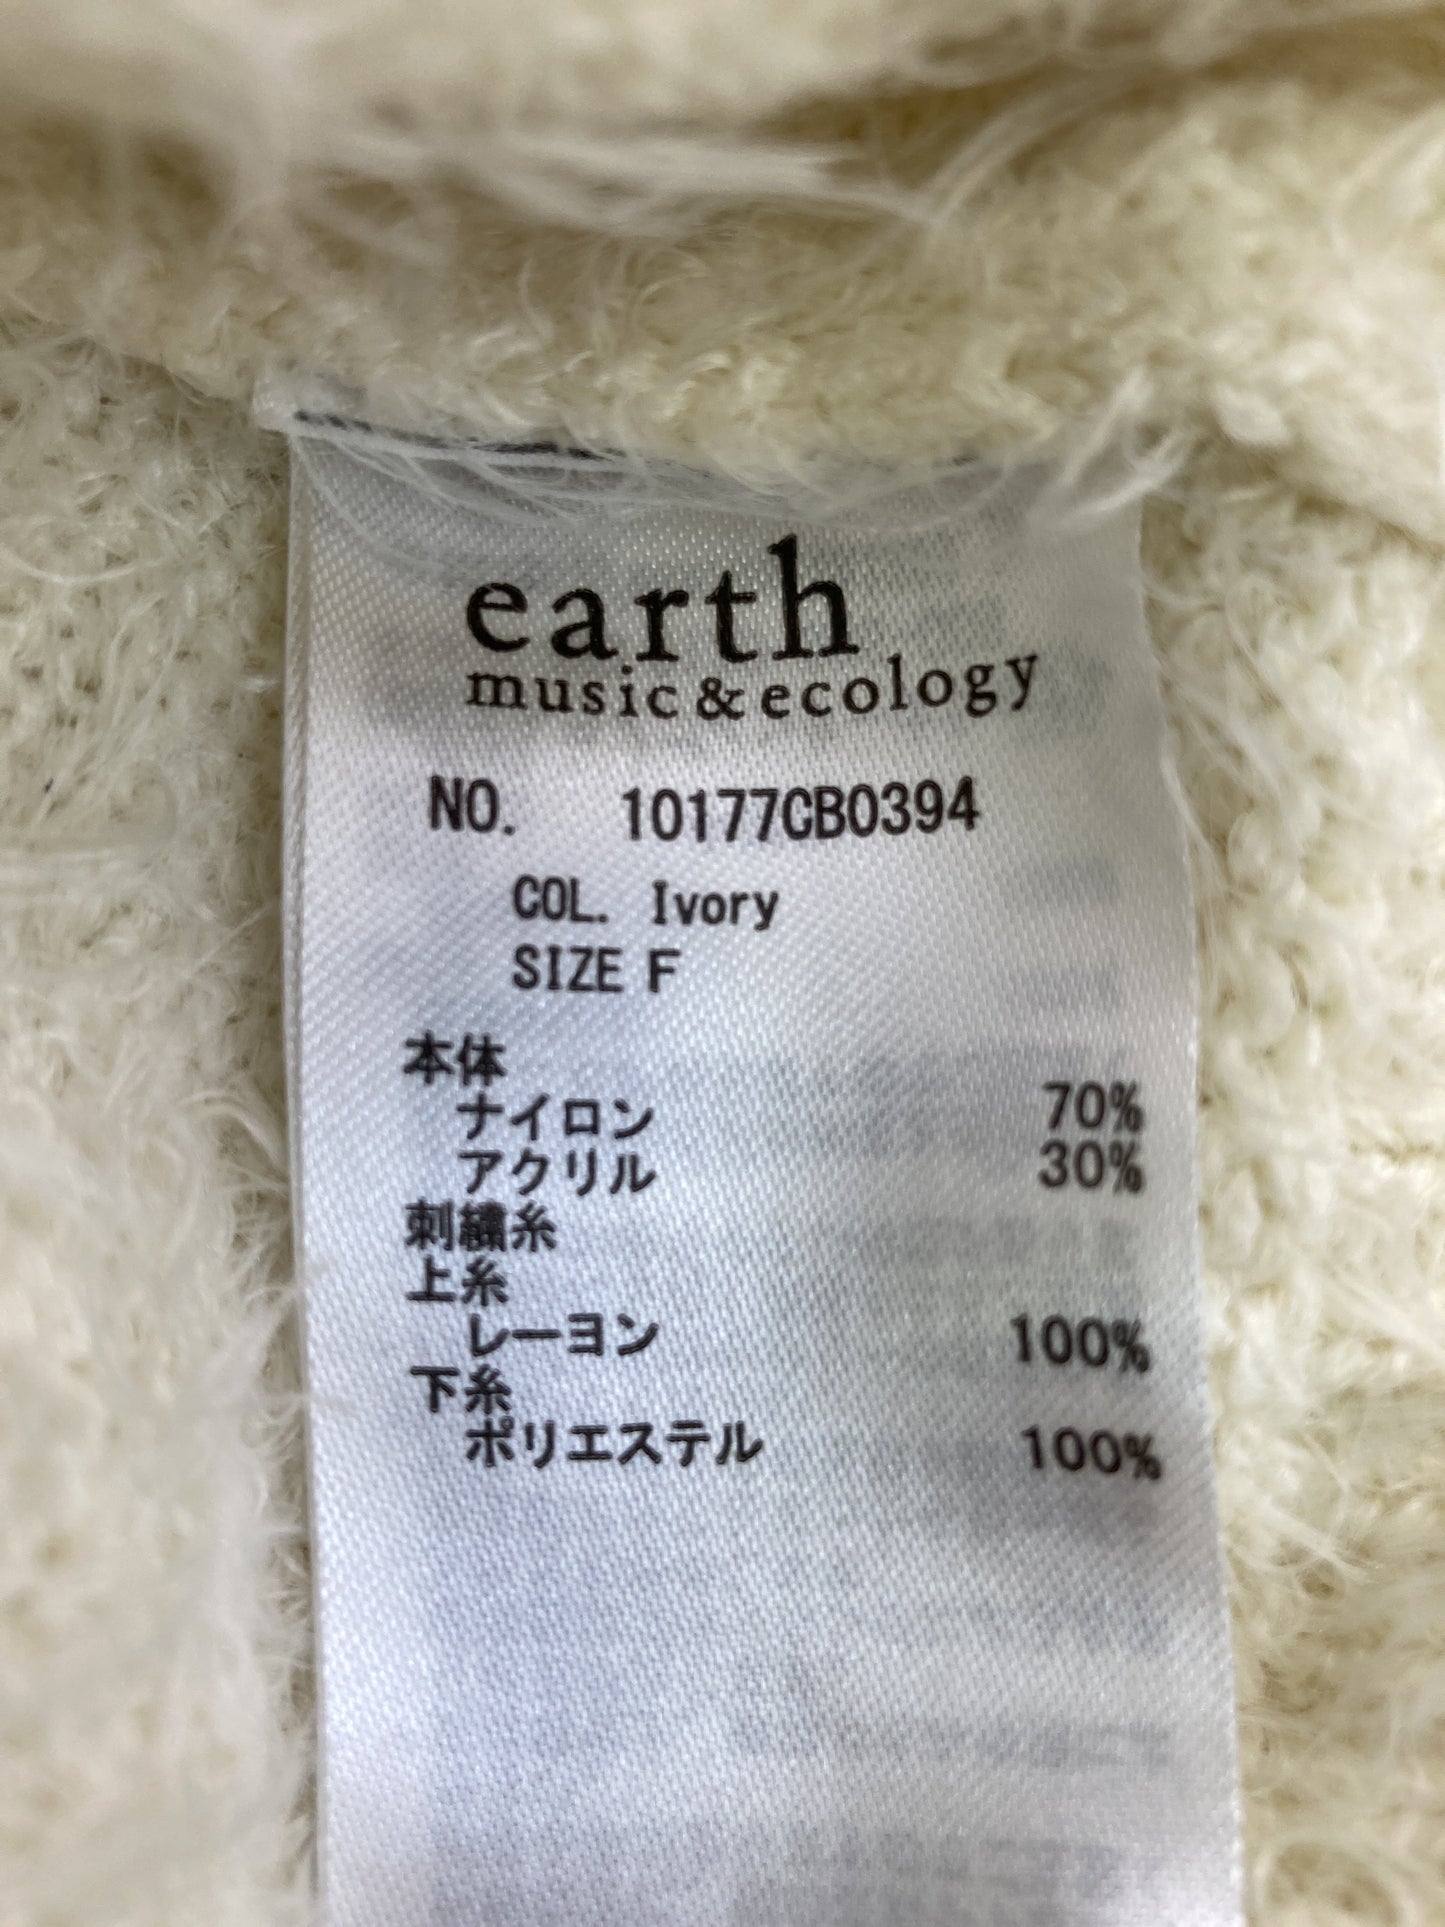 earth
music&ecology
NO. 10177CB0394
COL. Ivory
SIZE F
本体
ナイロン 70%
アクリル 30%
刺繍糸
上糸
レーヨン 100%
下糸
ポリエステル 100%